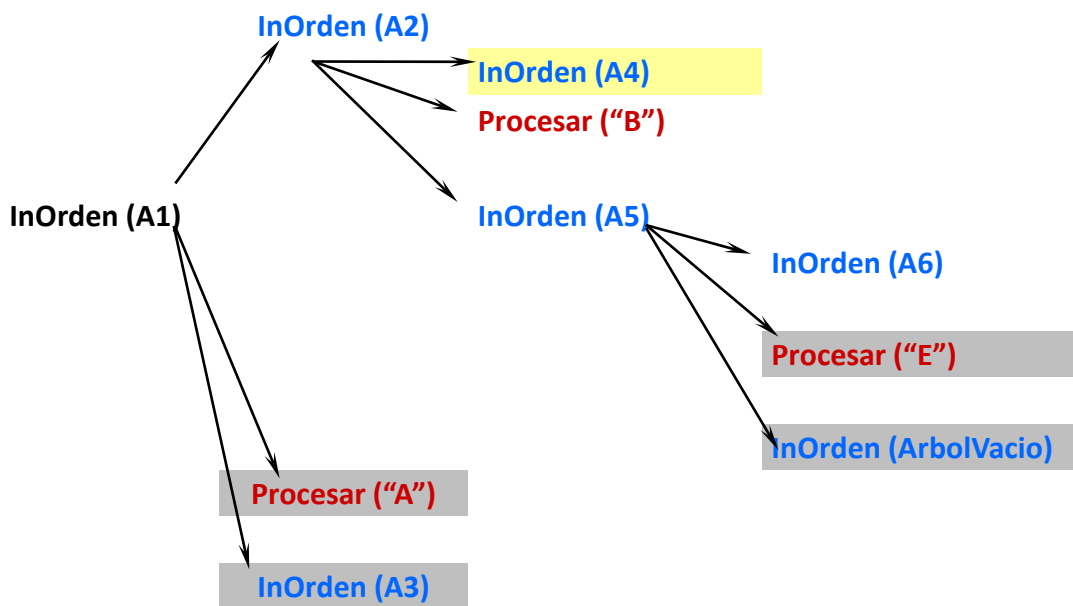 InOrden (A2)
InOrden (A4)
Procesar (“B”)
InOrden (A1)
InOrden (A5)
InOrden (A6)
Procesar (“E”)
InOrden (ArbolVacio)
Procesar (“A”)
InOrden (A3)